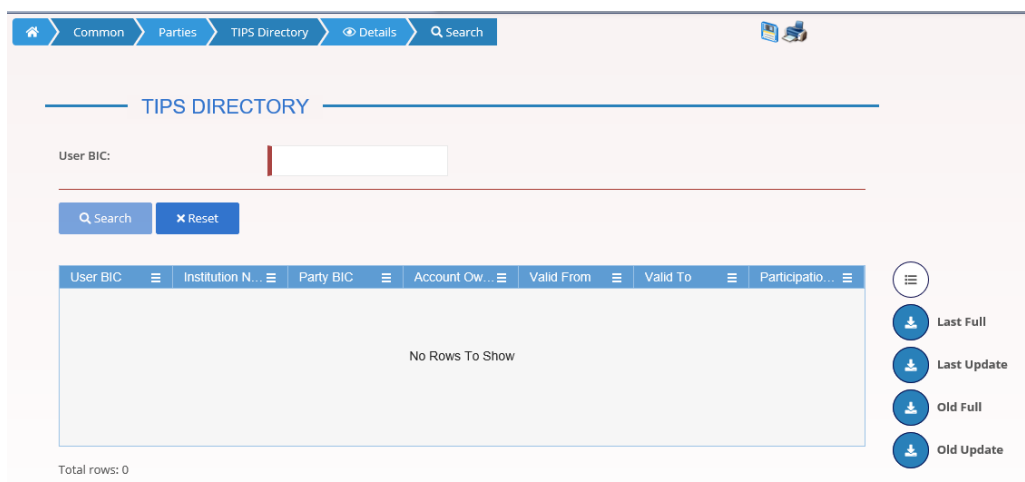 Common Parties TIPS Directory Details Search
TIPS DIRECTORY
User BIC:
Search Reset
User BIC Institution N... Party BIC Account Ow... Valid From Valid To Participatio...
No Rows To Show
Last Full
Last Update
Old Full
Old Update
Total rows: 0